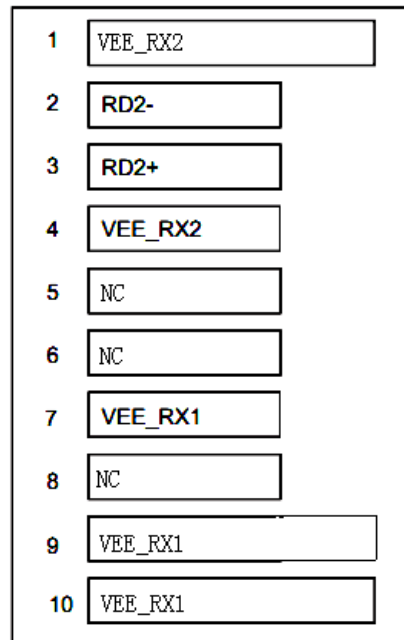 1 VEE_RX2
2 RD2-
3 RD2+
4 VEE_RX2
5 NC
6 NC
7 VEE_RX1
8 NC
9 VEE_RX1
10 VEE_RX1